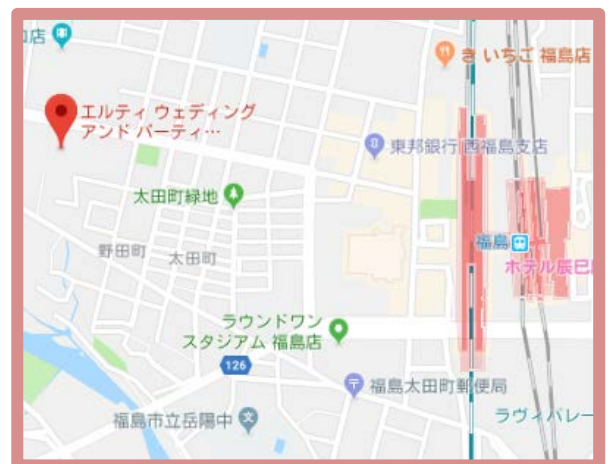 口店
き いちご 福島店
エルティ ウェディング
アンド パーティ…
東邦銀行 西福島支店
太田町緑地
野田町
太田町
福島
ホテル辰巳
ラウンドワン
スタジアム 福島店
126
福島太田町郵便局
福島市立岳陽中
文
ラヴィバレー